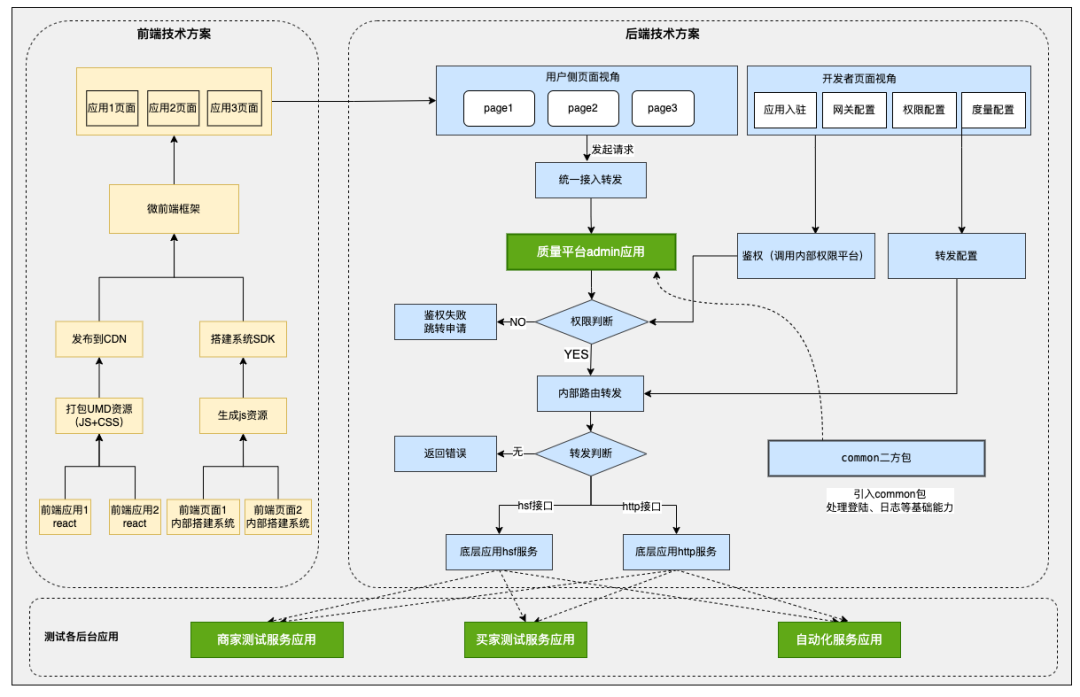 前端技术方案
应用1页面
应用2页面
应用3页面
微前端框架
发布到CDN
搭建系统SDK
打包UMD资源
（JS+CSS）
生成js资源
前端应用1
react
前端应用2
react
前端页面1
内部搭建系统
前端页面2
内部搭建系统
后端技术方案
用户侧页面视角
page1
page2
page3
开发者页面视角
应用入驻
网关配置
权限配置
度量配置
发起请求
统一接入转发
质量平台admin应用
鉴权（调用内部权限平台）
转发配置
鉴权失败
跳转申请
NO
权限判断
YES
内部路由转发
返回错误
无
转发判断
common二方包
引入common包
处理登陆、日志等基础能力
hsf接口
http接口
底层应用hsf服务
底层应用http服务
测试各后台应用
商家测试服务应用
买家测试服务应用
自动化服务应用